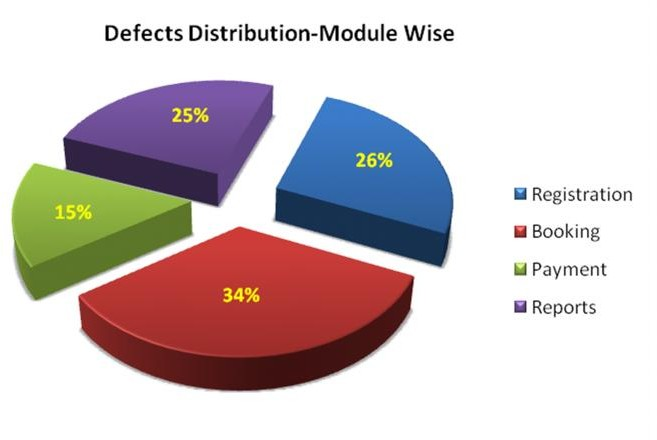 Defects Distribution-Module Wise
25%
26%
15%
34%
Registration
Booking
Payment
Reports